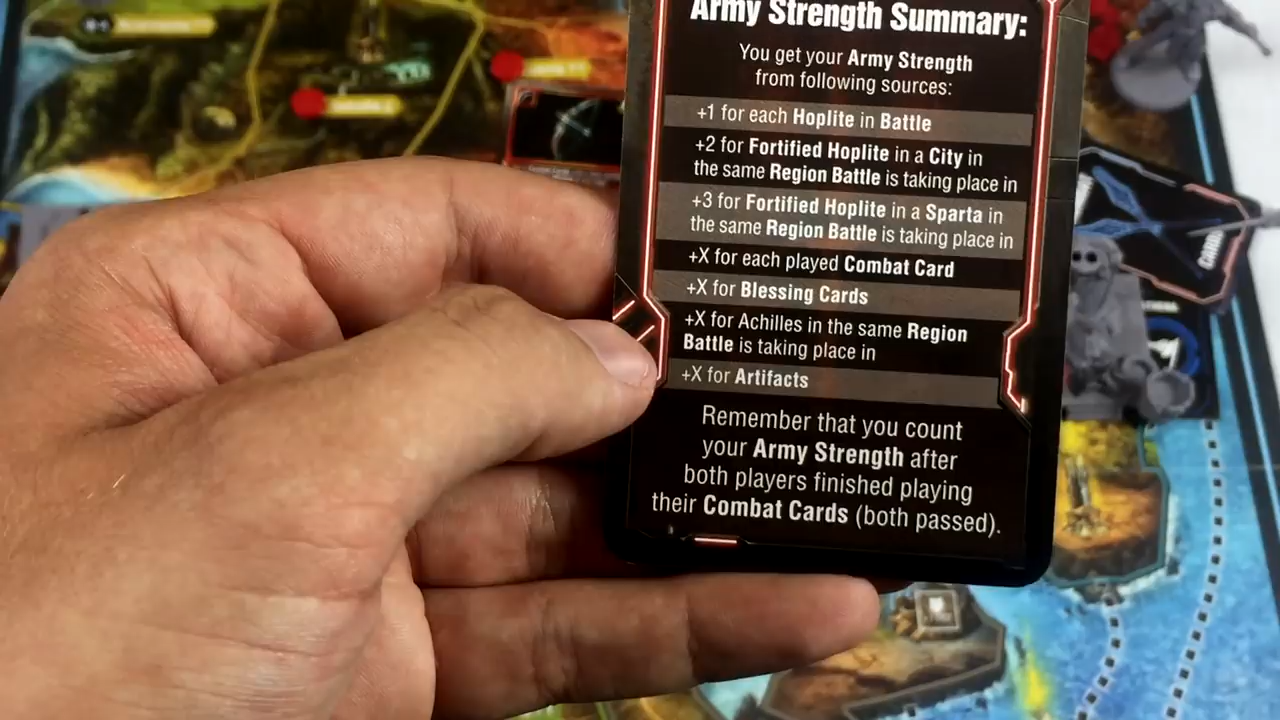 Army Strength Summary:
You get your Army Strength
from following sources:
+1 for each Hoplite in Battle
+2 for Fortified Hoplite in a City in
the same Region Battle is taking place in
+3 for Fortified Hoplite in a Sparta in
the same Region Battle is taking place in
+X for each played Combat Card
+X for Blessing Cards
+X for Achilles in the same Region
Battle is taking place in
+X for Artifacts
Remember that you count
your Army Strength after
both players finished playing
their Combat Cards (both passed).